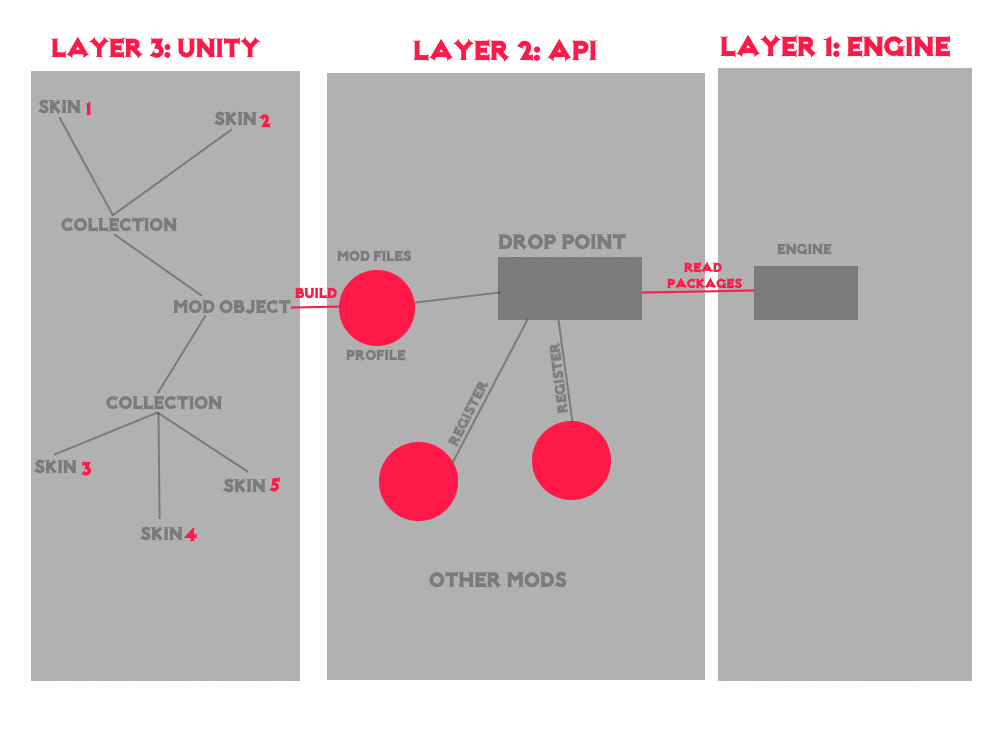 LAYER 3: UNITY
LAYER 2: API
LAYER 1: ENGINE
SKIN 1
SKIN 2
COLLECTION
MOD OBJECT
COLLECTION
SKIN 3
SKIN 5
SKIN 4
BUILD
MOD FILES
PROFILE
DROP POINT
REGISTER
REGISTER
OTHER MODS
READ
PACKAGES
ENGINE